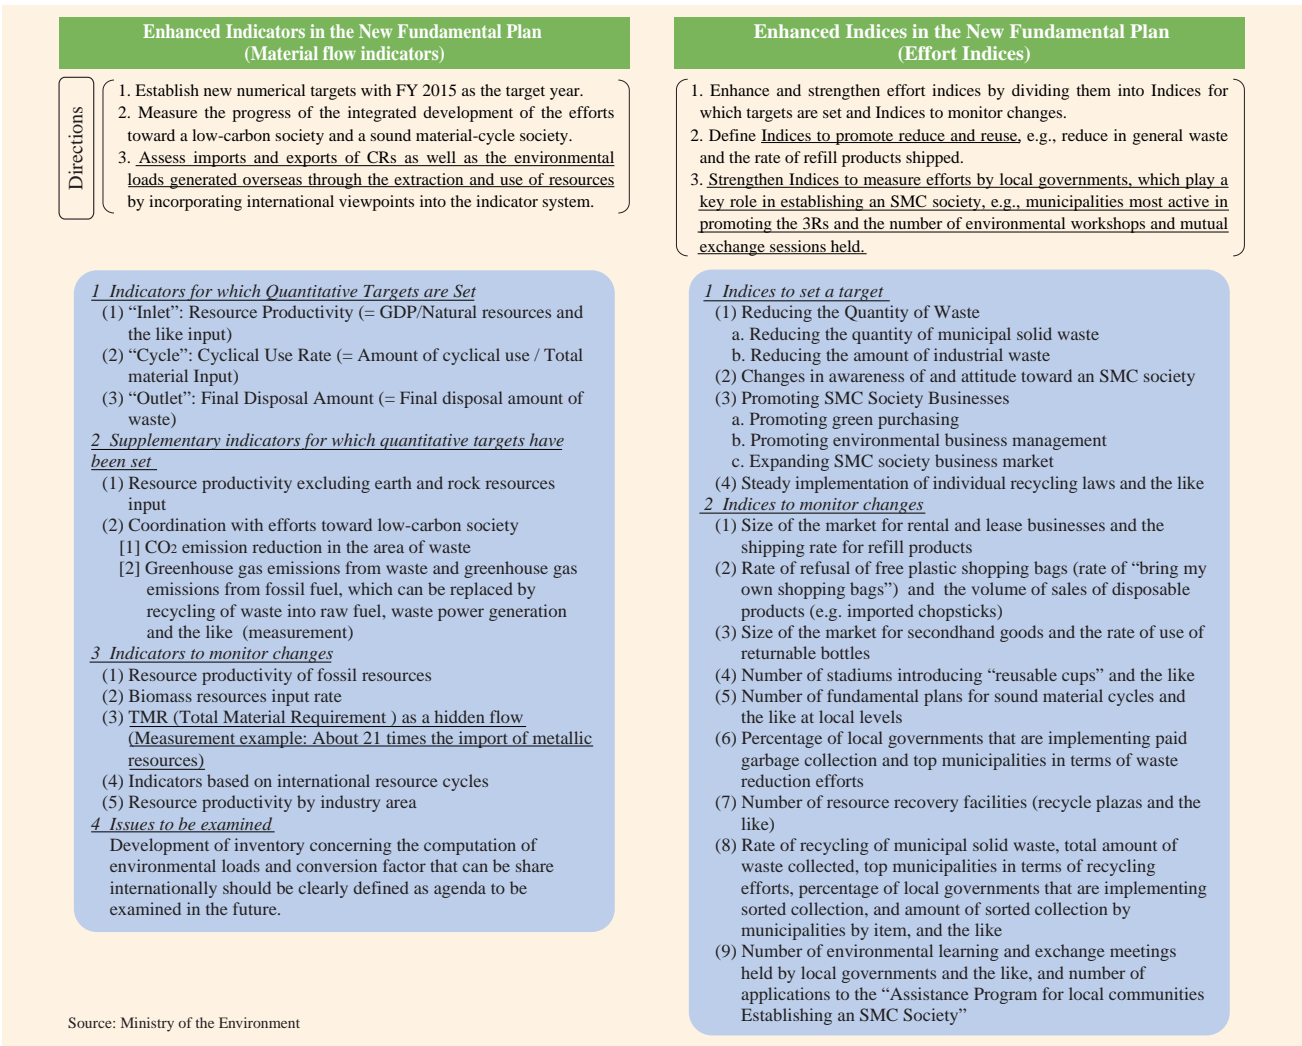 Enhanced Indicators in the New Fundamental Plan
(Material flow indicators)
Directions
1. Establish new numerical targets with FY 2015 as the target year.
2. Measure the progress of the integrated development of the efforts
toward a low-carbon society and a sound material-cycle society.
3. Assess imports and exports of CRs as well as the environmental
loads generated overseas through the extraction and use of resources
by incorporating international viewpoints into the indicator system.
1 Indicators for which Quantitative Targets are Set
(1) “Inlet”: Resource Productivity (= GDP/Natural resources and
the like input)
(2) “Cycle”: Cyclical Use Rate (= Amount of cyclical use / Total
material Input)
(3) “Outlet”: Final Disposal Amount (= Final disposal amount of
waste)
2 Supplementary indicators for which quantitative targets have
been set
(1) Resource productivity excluding earth and rock resources
input
(2) Coordination with efforts toward low-carbon society
[1] CO2 emission reduction in the area of waste
[2] Greenhouse gas emissions from waste and greenhouse gas
emissions from fossil fuel, which can be replaced by
recycling of waste into raw fuel, waste power generation
and the like (measurement)
3 Indicators to monitor changes
(1) Resource productivity of fossil resources
(2) Biomass resources input rate
(3) TMR (Total Material Requirement ) as a hidden flow
(Measurement example: About 21 times the import of metallic
resources)
(4) Indicators based on international resource cycles
(5) Resource productivity by industry area
4 Issues to be examined
Development of inventory concerning the computation of
environmental loads and conversion factor that can be share
internationally should be clearly defined as agenda to be
examined in the future.
Source: Ministry of the Environment
Enhanced Indices in the New Fundamental Plan
(Effort Indices)
1. Enhance and strengthen effort indices by dividing them into Indices for
which targets are set and Indices to monitor changes.
2. Define Indices to promote reduce and reuse, e.g., reduce in general waste
and the rate of refill products shipped.
3. Strengthen Indices to measure efforts by local governments, which play a
key role in establishing an SMC society, e.g., municipalities most active in
promoting the 3Rs and the number of environmental workshops and mutual
exchange sessions held.
1 Indices to set a target
(1) Reducing the Quantity of Waste
a. Reducing the quantity of municipal solid waste
b. Reducing the amount of industrial waste
(2) Changes in awareness of and attitude toward an SMC society
(3) Promoting SMC Society Businesses
a. Promoting green purchasing
b. Promoting environmental business management
c. Expanding SMC society business market
(4) Steady implementation of individual recycling laws and the like
2 Indices to monitor changes
(1) Size of the market for rental and lease businesses and the
shipping rate for refill products
(2) Rate of refusal of free plastic shopping bags (rate of “bring my
own shopping bags”) and the volume of sales of disposable
products (e.g. imported chopsticks)
(3) Size of the market for secondhand goods and the rate of use of
returnable bottles
(4) Number of stadiums introducing “reusable cups” and the like
(5) Number of fundamental plans for sound material cycles and
the like at local levels
(6) Percentage of local governments that are implementing paid
garbage collection and top municipalities in terms of waste
reduction efforts
(7) Number of resource recovery facilities (recycle plazas and the
like)
(8) Rate of recycling of municipal solid waste, total amount of
waste collected, top municipalities in terms of recycling
efforts, percentage of local governments that are implementing
sorted collection, and amount of sorted collection by
municipalities by item, and the like
(9) Number of environmental learning and exchange meetings
held by local governments and the like, and number of
applications to the “Assistance Program for local communities
Establishing an SMC Society”